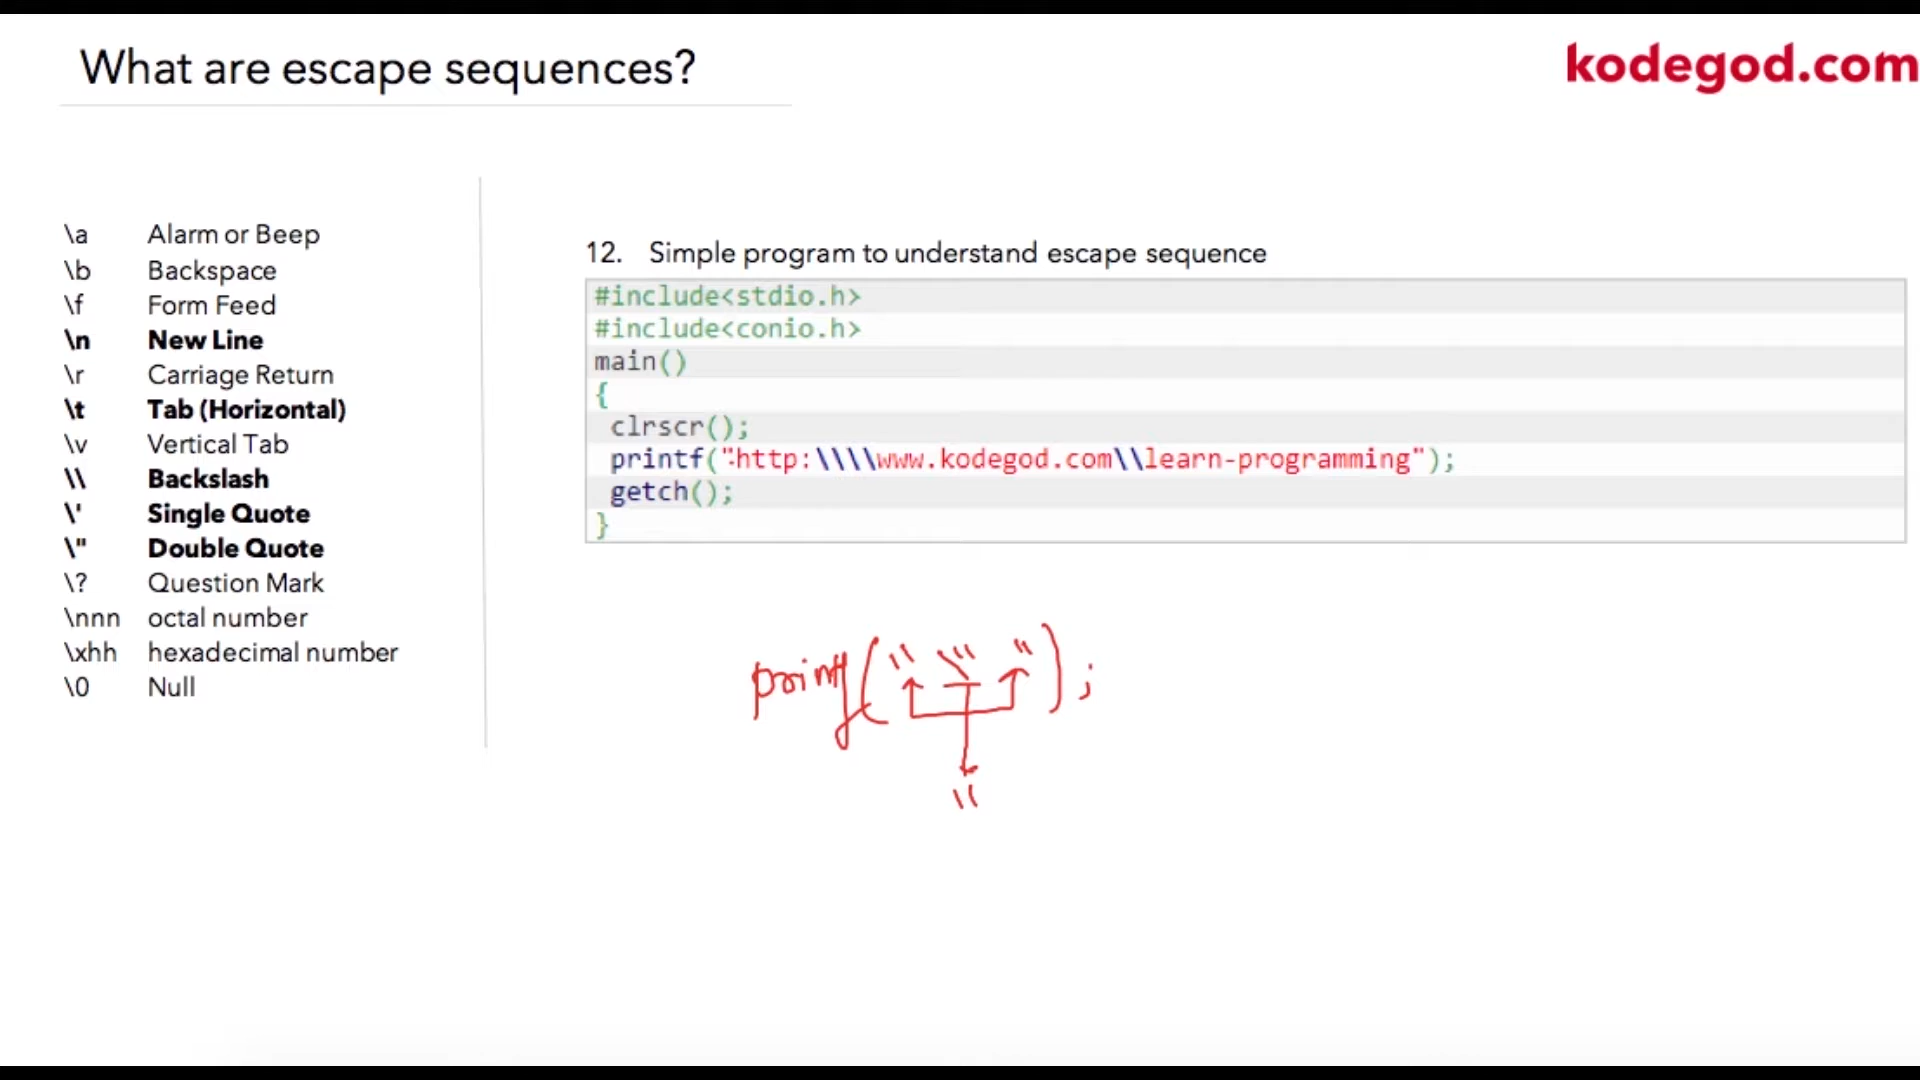 What are escape sequences?
kodegod.com
\a Alarm or Beep
\b Backspace
\f Form Feed
\n New Line
\r Carriage Return
\t Tab (Horizontal)
\v Vertical Tab
\\ Backslash
\' Single Quote
\" Double Quote
\? Question Mark
\nnn octal number
\xhh hexadecimal number
\0 Null
12. Simple program to understand escape sequence
#include<stdio.h>
#include<conio.h>
main()
{
clrscr();
printf("http:\\\\www.kodegod.com\\learn-programming");
getch();
}
printf(" \" ");
"